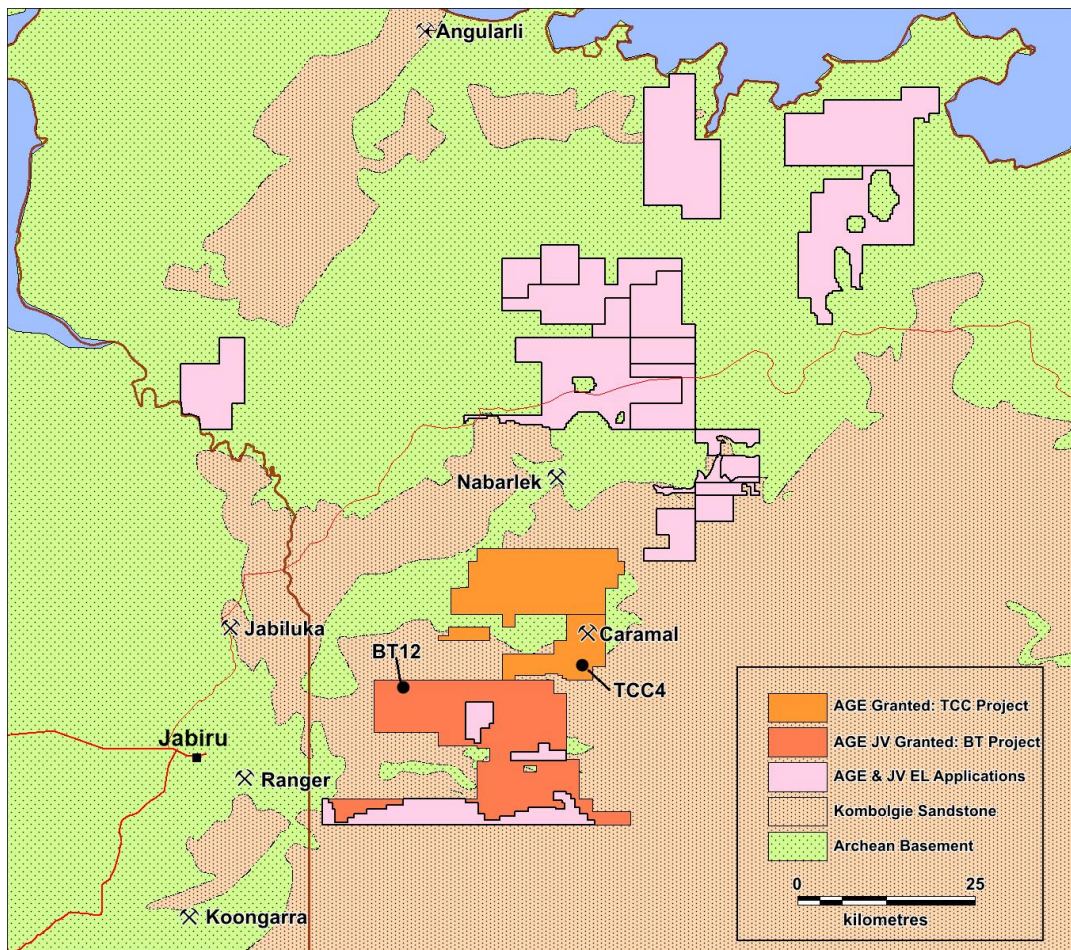 Angularli
Nabarlek
Jabiluka
Caramal
BT12
TCC4
Jabiru
Ranger
Koongarra
AGE Granted: TCC Project
AGE JV Granted: BT Project
AGE & JV EL Applications
Kombolgie Sandstone
Archean Basement
0 25
kilometres